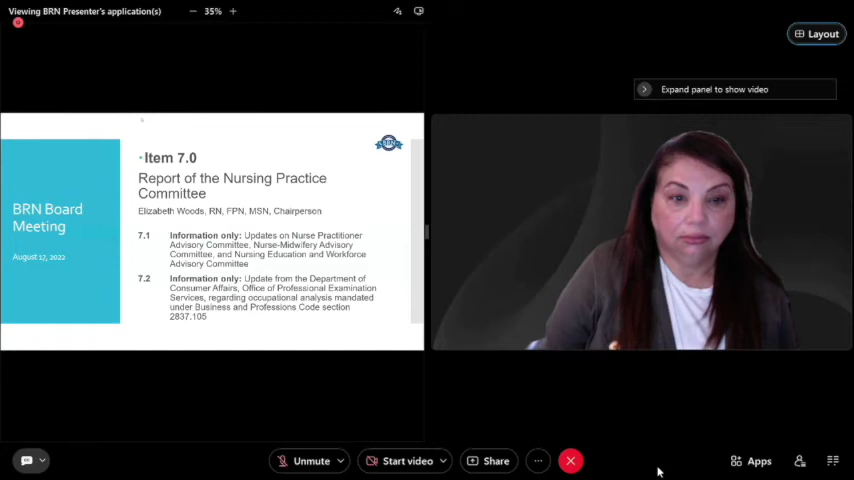 Viewing BRN Presenter's application(s)
35%
Layout
Expand panel to show video
BRN
•Item 7.0
Report of the Nursing Practice
Committee
Elizabeth Woods, RN, FPN, MSN, Chairperson
BRN Board
Meeting
August 17, 2022
7.1 Information only: Updates on Nurse Practitioner
Advisory Committee, Nurse-Midwifery Advisory
Committee, and Nursing Education and Workforce
Advisory Committee
7.2 Information only: Update from the Department of
Consumer Affairs, Office of Professional Examination
Services, regarding occupational analysis mandated
under Business and Professions Code section
2837.105
Unmute
Start video
Share
Apps